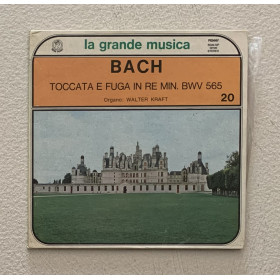 la grande musica
BACH
TOCCATA E FUGA IN RE MIN. BWV 565
Organo: WALTER KRAFT
20